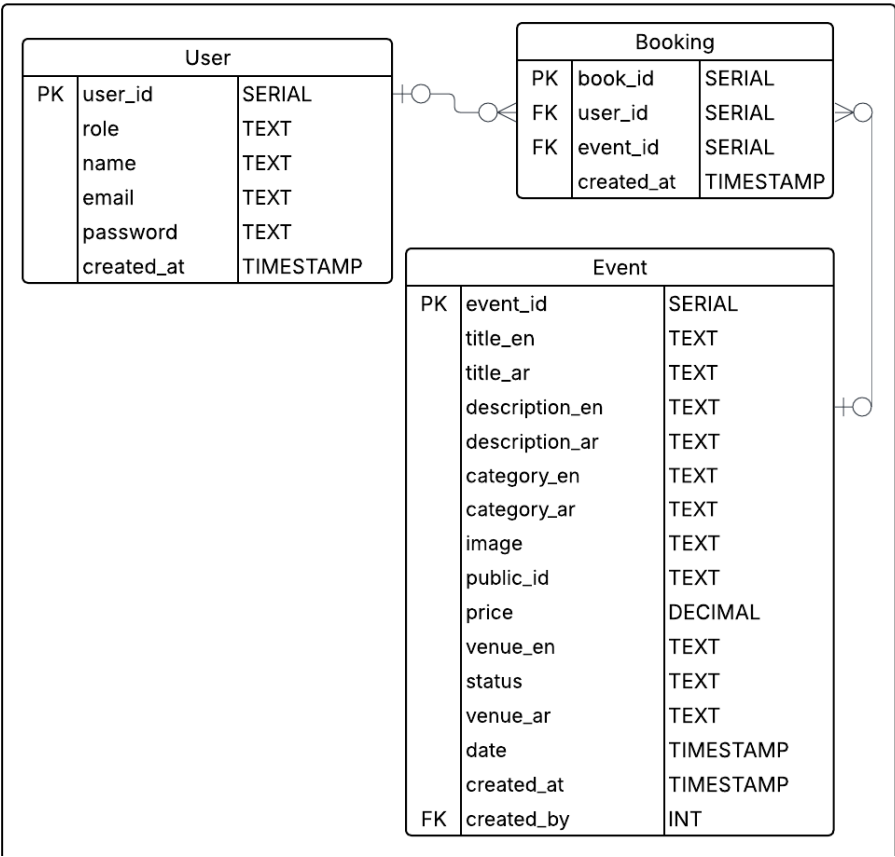 User
PK user_id SERIAL
role TEXT
name TEXT
email TEXT
password TEXT
created_at TIMESTAMP
Booking
PK book_id SERIAL
FK user_id SERIAL
FK event_id SERIAL
created_at TIMESTAMP
Event
PK event_id SERIAL
title_en TEXT
title_ar TEXT
description_en TEXT
description_ar TEXT
category_en TEXT
category_ar TEXT
image TEXT
public_id TEXT
price DECIMAL
venue_en TEXT
status TEXT
venue_ar TEXT
date TIMESTAMP
created_at TIMESTAMP
FK created_by INT